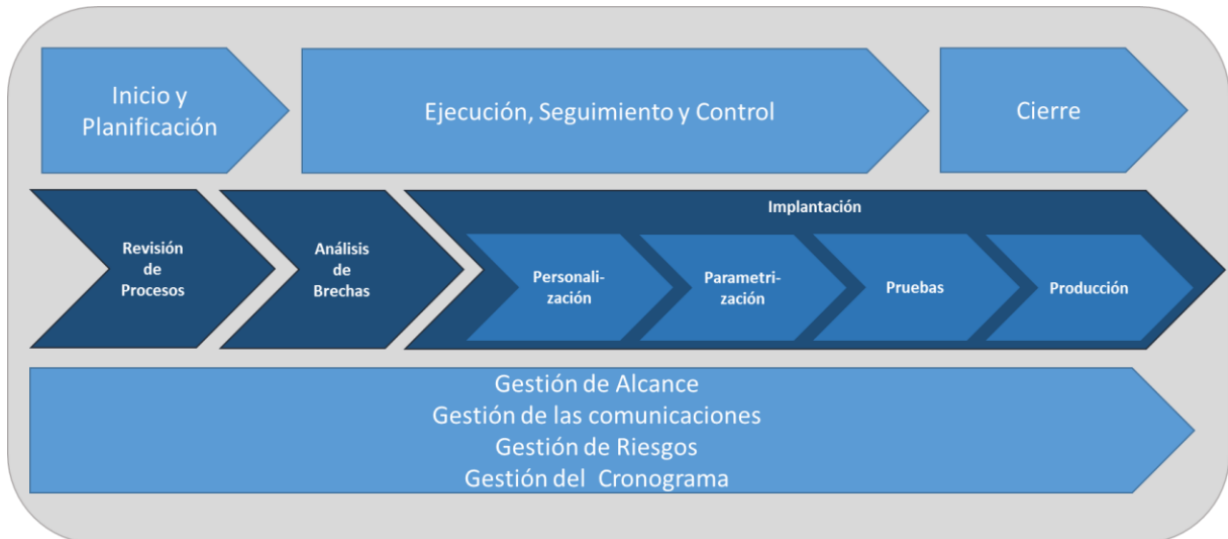 Inicio y
Planificación
Ejecución, Seguimiento y Control
Cierre
Revisión
de
Procesos
Análisis
de
Brechas
Implantación
Personali-
zación
Parametri-
zación
Pruebas
Producción
Gestión de Alcance
Gestión de las comunicaciones
Gestión de Riesgos
Gestión del  Cronograma